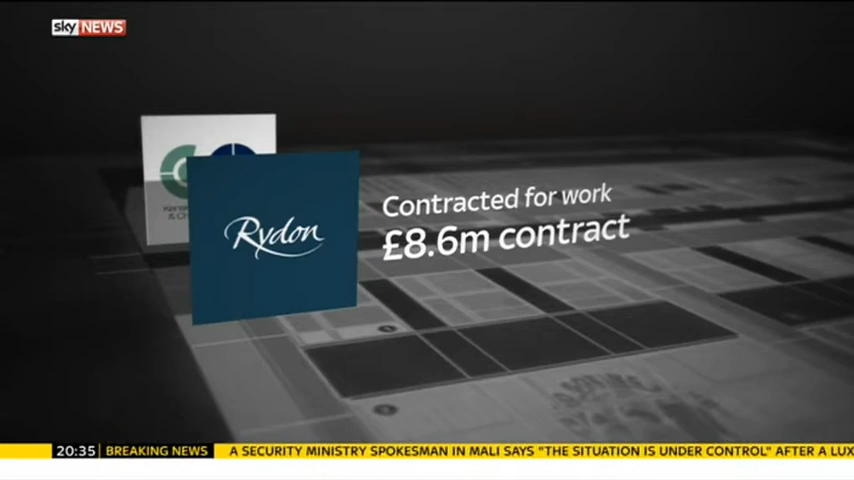 sky NEWS
Rydon
Contracted for work
£8.6m contract
20:35 BREAKING NEWS A SECURITY MINISTRY SPOKESMAN IN MALI SAYS "THE SITUATION IS UNDER CONTROL" AFTER A LUX